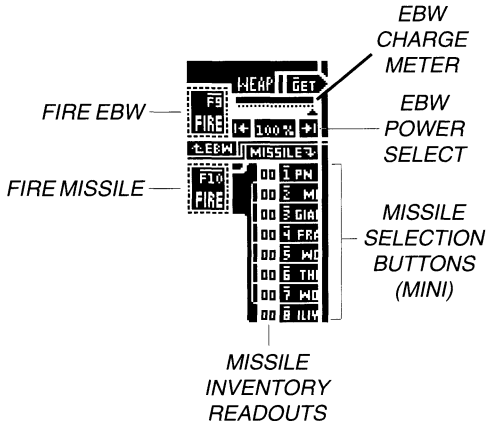 EBW
CHARGE
METER
WEAP GET
FIRE EBW
F9
FIRE
EBW
POWER
SELECT
100%
EBW MISSILE
FIRE MISSILE
F10
FIRE
00 1 PN
00 2 MI
00 3 GIA
00 4 FRA
00 5 WO
00 6 THI
00 7 WO
00 8 ILIY
MISSILE
SELECTION
BUTTONS
(MINI)
MISSILE
INVENTORY
READOUTS